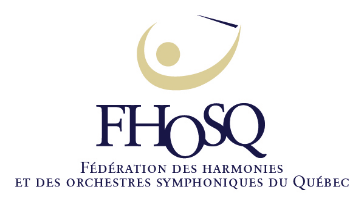 FHOSQ
Fédération des harmonies
et des orchestres symphoniques du Québec